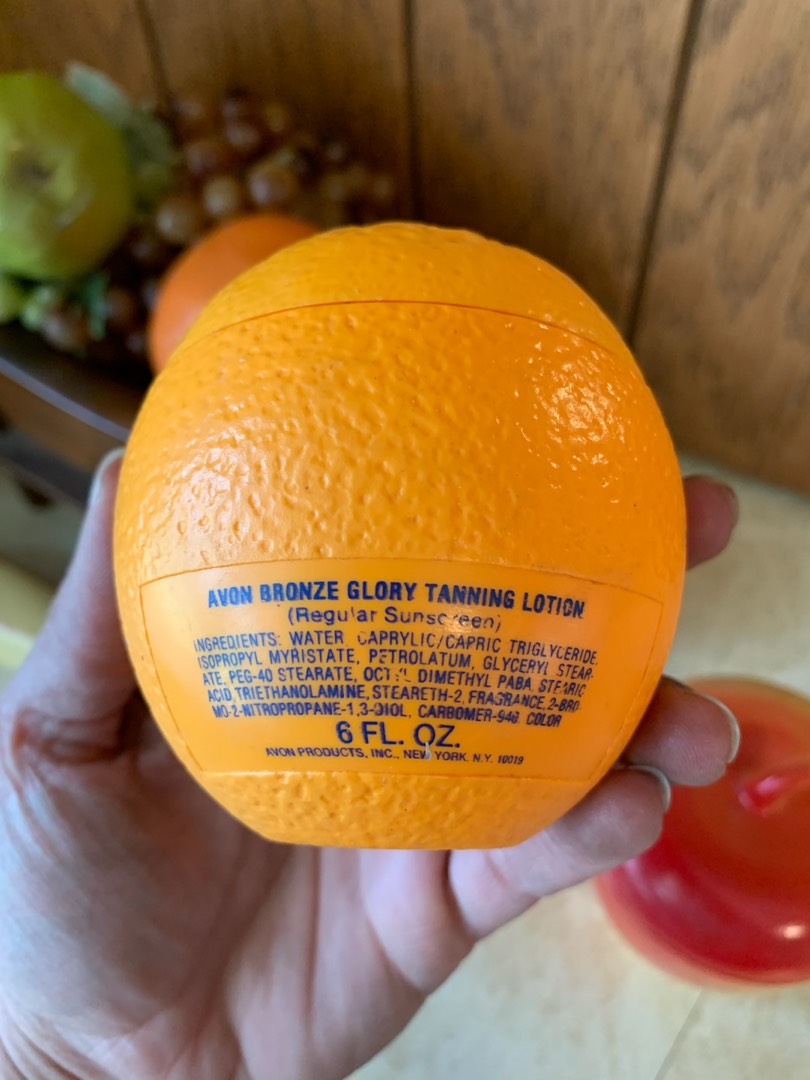 AVON BRONZE GLORY TANNING LOTION
(Regular Sunscreen)
INGREDIENTS: WATER, CAPRYLIC/CAPRIC TRIGLYCERIDE,
ISOPROPYL MYRISTATE, PETROLATUM, GLYCERYL STEAR-
ATE, PEG-40 STEARATE, OCTYL DIMETHYL PABA, STEARIC
ACID, TRIETHANOLAMINE, STEARETH-2, FRAGRANCE, 2-BRO-
MO-2-NITROPROPANE-1,3-DIOL, CARBOMER-940, COLOR
6 FL. OZ.
AVON PRODUCTS, INC., NEW YORK, N.Y. 10019